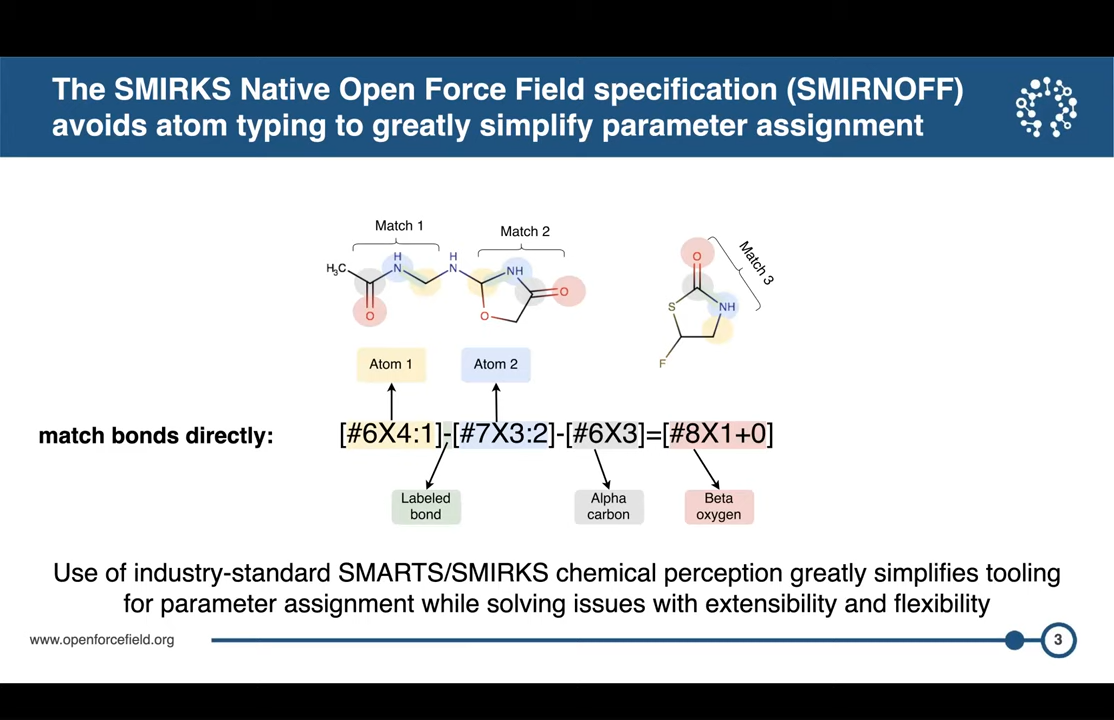 The SMIRKS Native Open Force Field specification (SMIRNOFF)
avoids atom typing to greatly simplify parameter assignment
Match 1
Match 2
Match 3
H₃C
O
H
N
H
N
NH
O
O
O
S
NH
F
Atom 1
Atom 2
match bonds directly:
[#6X4:1]-[#7X3:2]-[#6X3]=[#8X1+0]
Labeled
bond
Alpha
carbon
Beta
oxygen
Use of industry-standard SMARTS/SMIRKS chemical perception greatly simplifies tooling
for parameter assignment while solving issues with extensibility and flexibility
www.openforcefield.org
3